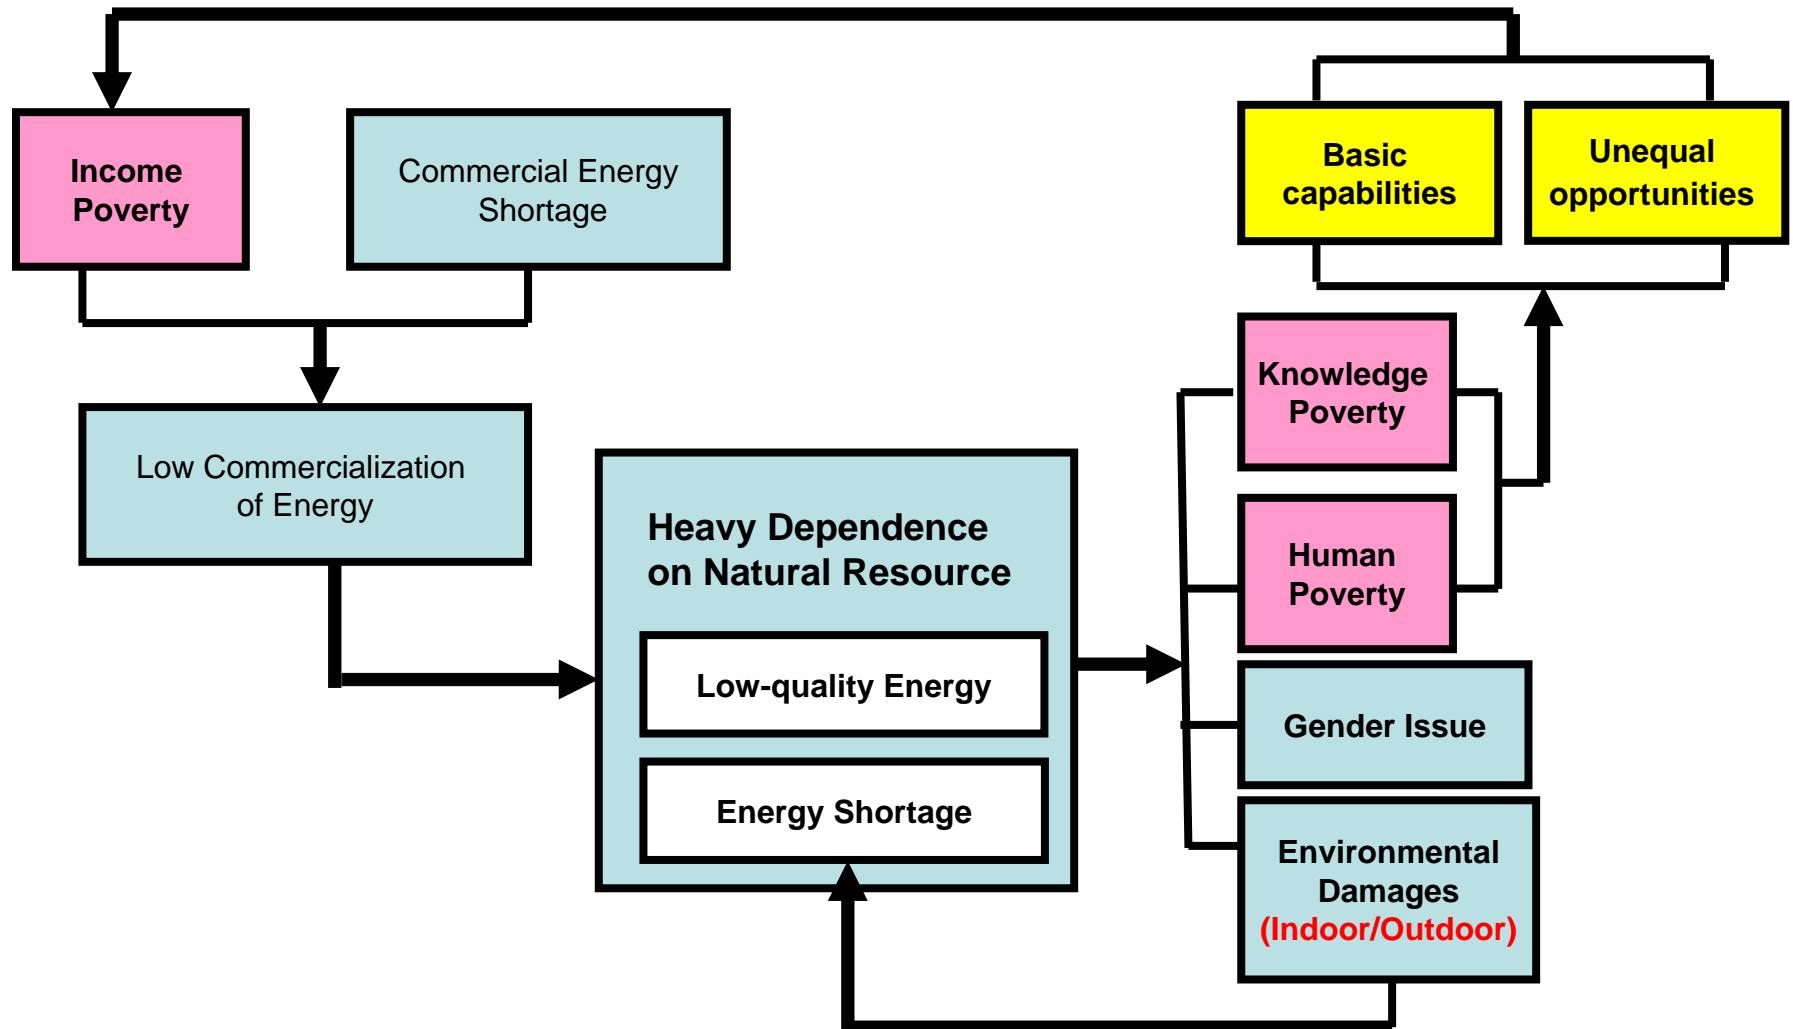 Income
Poverty
Commercial Energy
Shortage
Basic
capabilities
Unequal
opportunities
Low Commercialization
of Energy
Heavy Dependence
on Natural Resource
Low-quality Energy
Energy Shortage
Knowledge
Poverty
Human
Poverty
Gender Issue
Environmental
Damages
(Indoor/Outdoor)